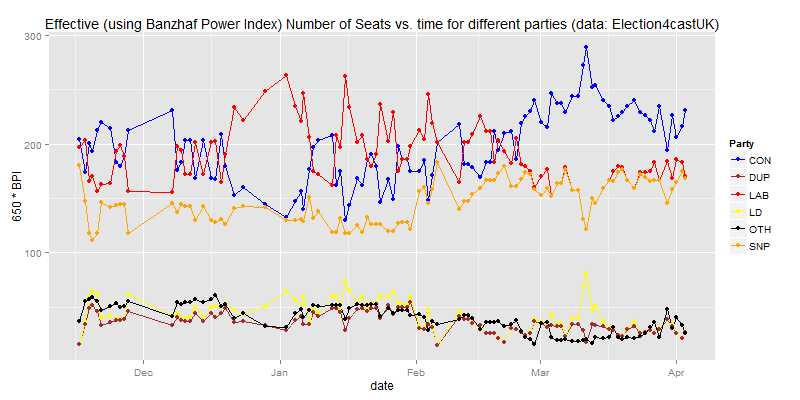 Effective (using Banzhaf Power Index) Number of Seats vs. time for different parties (data: Election4castUK)
300
200
100
650 * BPI
Dec
Jan
Feb
Mar
Apr
date
Party
CON
DUP
LAB
LD
OTH
SNP